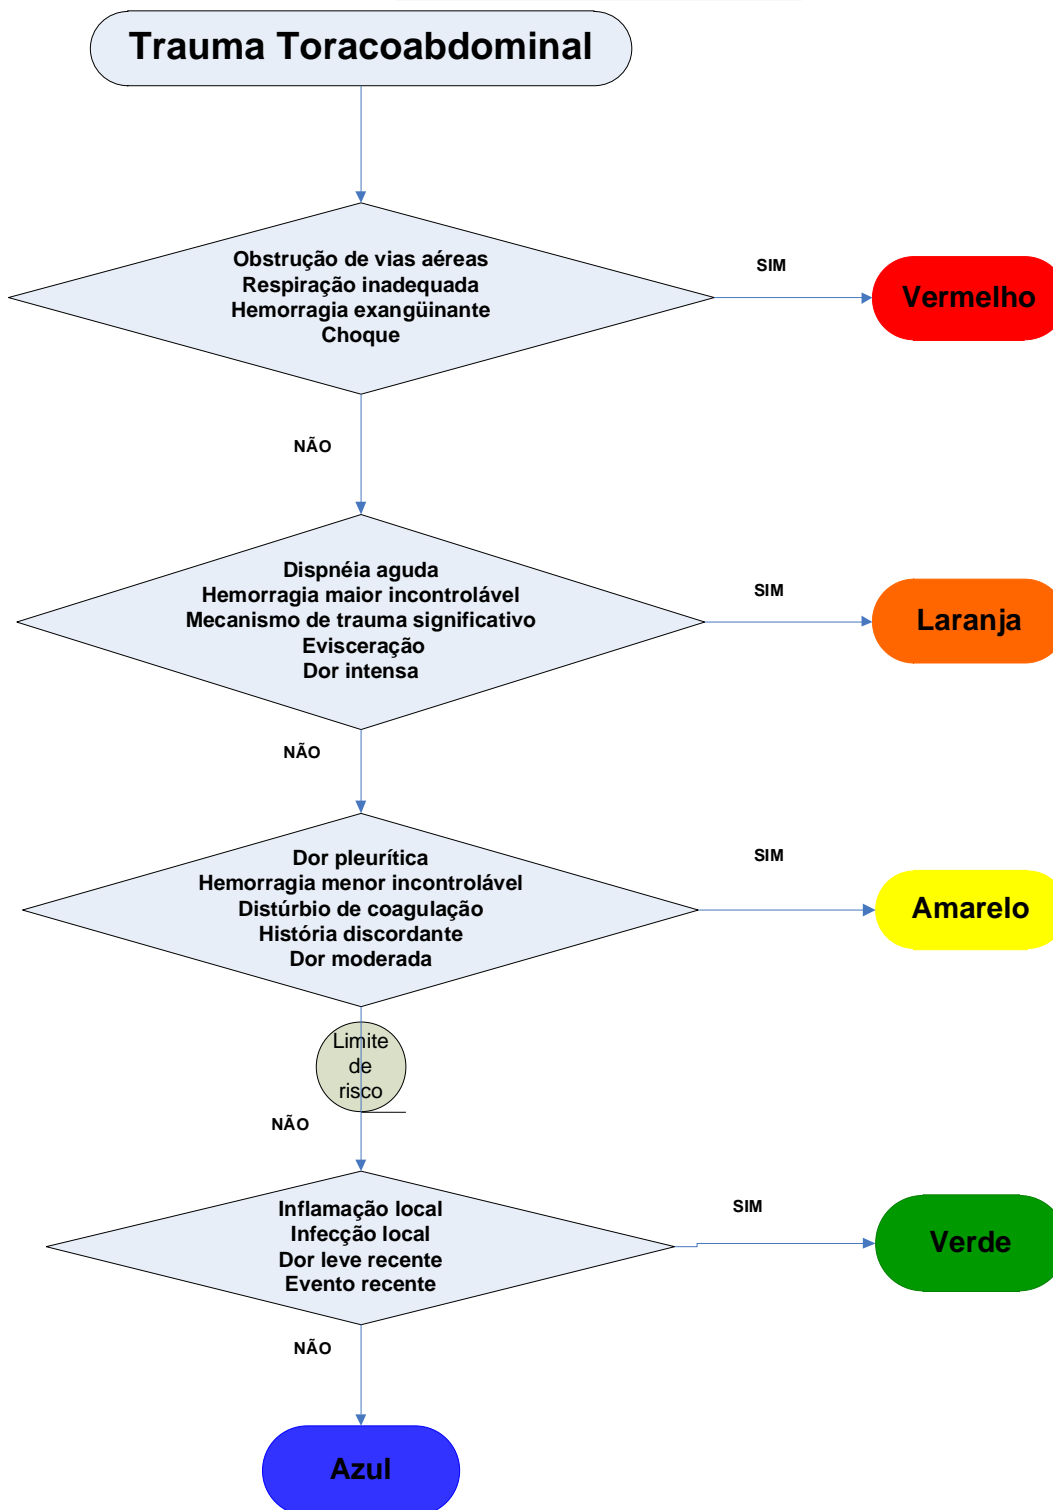 Trauma Toracoabdominal
Obstrução de vias aéreas
Respiração inadequada
Hemorragia exangüinante
Choque
SIM
Vermelho
NÃO
Dispnéia aguda
Hemorragia maior incontrolável
Mecanismo de trauma significativo
Evisceração
Dor intensa
SIM
Laranja
NÃO
Dor pleurítica
Hemorragia menor incontrolável
Distúrbio de coagulação
História discordante
Dor moderada
SIM
Amarelo
Limite
de
risco
NÃO
Inflamação local
Infecção local
Dor leve recente
Evento recente
SIM
Verde
NÃO
Azul